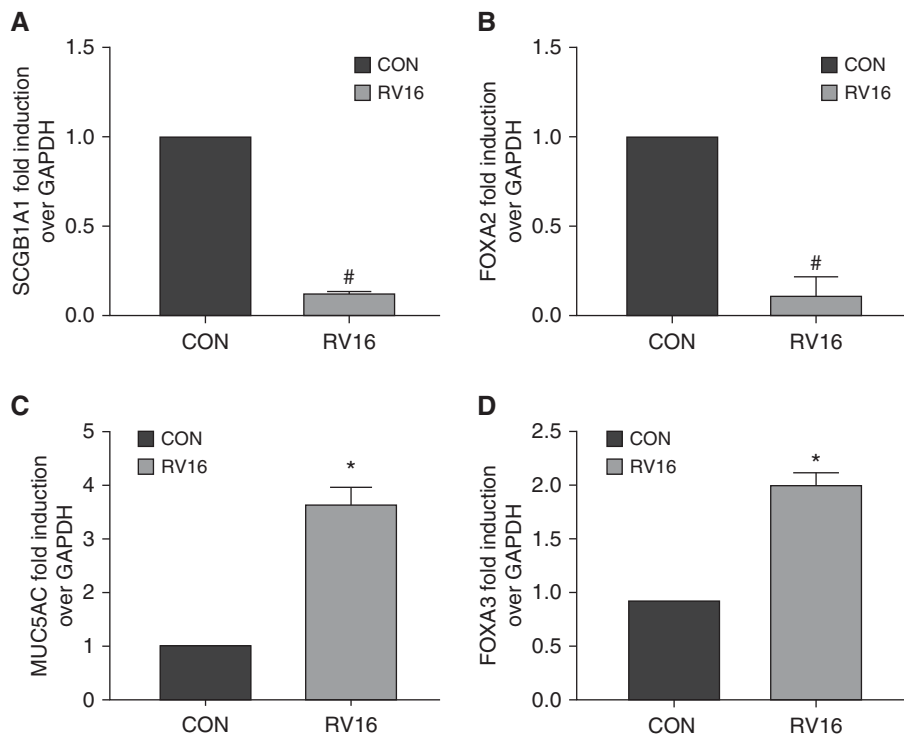 A
SCGB1A1 fold induction
over GAPDH
1.5
1.0
0.5
0.0
CON
RV16
#
CON
RV16
B
FOXA2 fold induction
over GAPDH
1.5
1.0
0.5
0.0
CON
RV16
#
CON
RV16
C
MUC5AC fold induction
over GAPDH
5
4
3
2
1
0
CON
RV16
*
CON
RV16
D
FOXA3 fold induction
over GAPDH
2.5
2.0
1.5
1.0
0.5
0.0
CON
RV16
*
CON
RV16